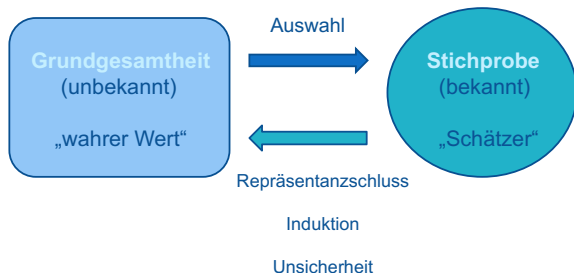 Auswahl
Grundgesamtheit
(unbekannt)
„wahrer Wert“
Stichprobe
(bekannt)
„Schätzer“
Repräsentanzschluss
Induktion
Unsicherheit